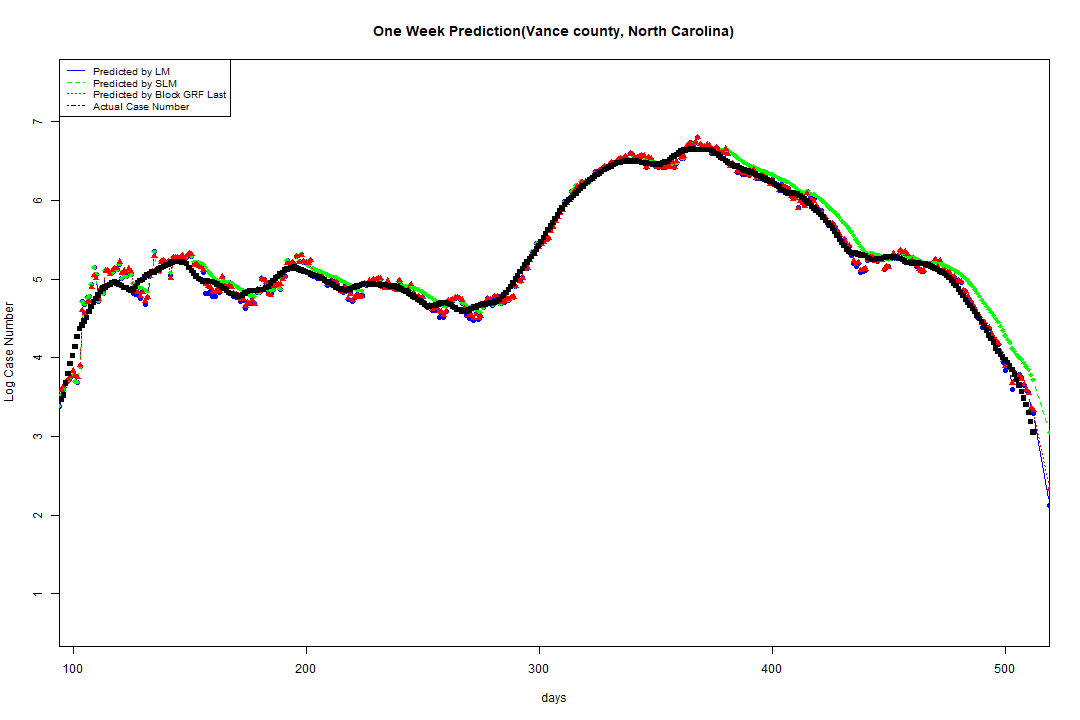 One Week Prediction(Vance county, North Carolina)
Predicted by LM
Predicted by SLM
Predicted by Block GRF Last
Actual Case Number
7
6
5
4
3
2
1
Log Case Number
100 200 300 400 500
days